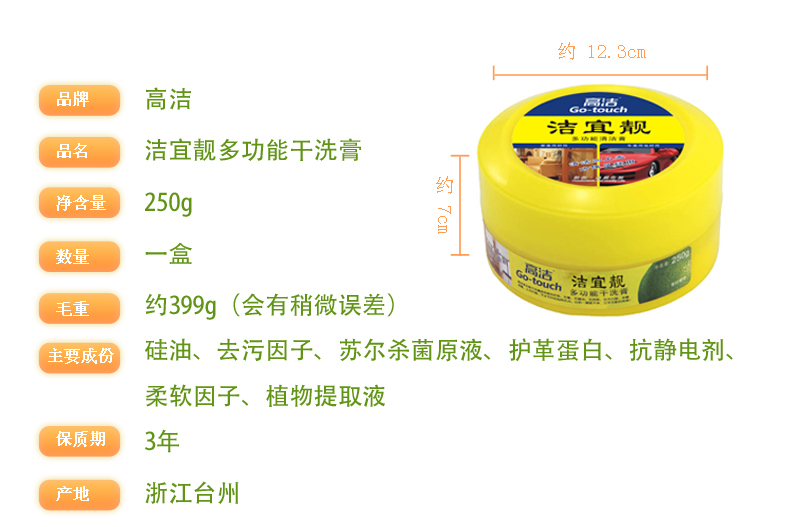 约 12.3cm
品牌 高洁
品名 洁宜靓多功能干洗膏
净含量 250g
数量 一盒
毛重 约399g（会有稍微误差）
主要成份 硅油、去污因子、苏尔杀菌原液、护革蛋白、抗静电剂、
柔软因子、植物提取液
保质期 3年
产地 浙江台州
约 7cm
高洁
Go-touch
洁宜靓
多功能清洁膏
高洁
Go-touch
洁宜靓
多功能干洗膏
250g